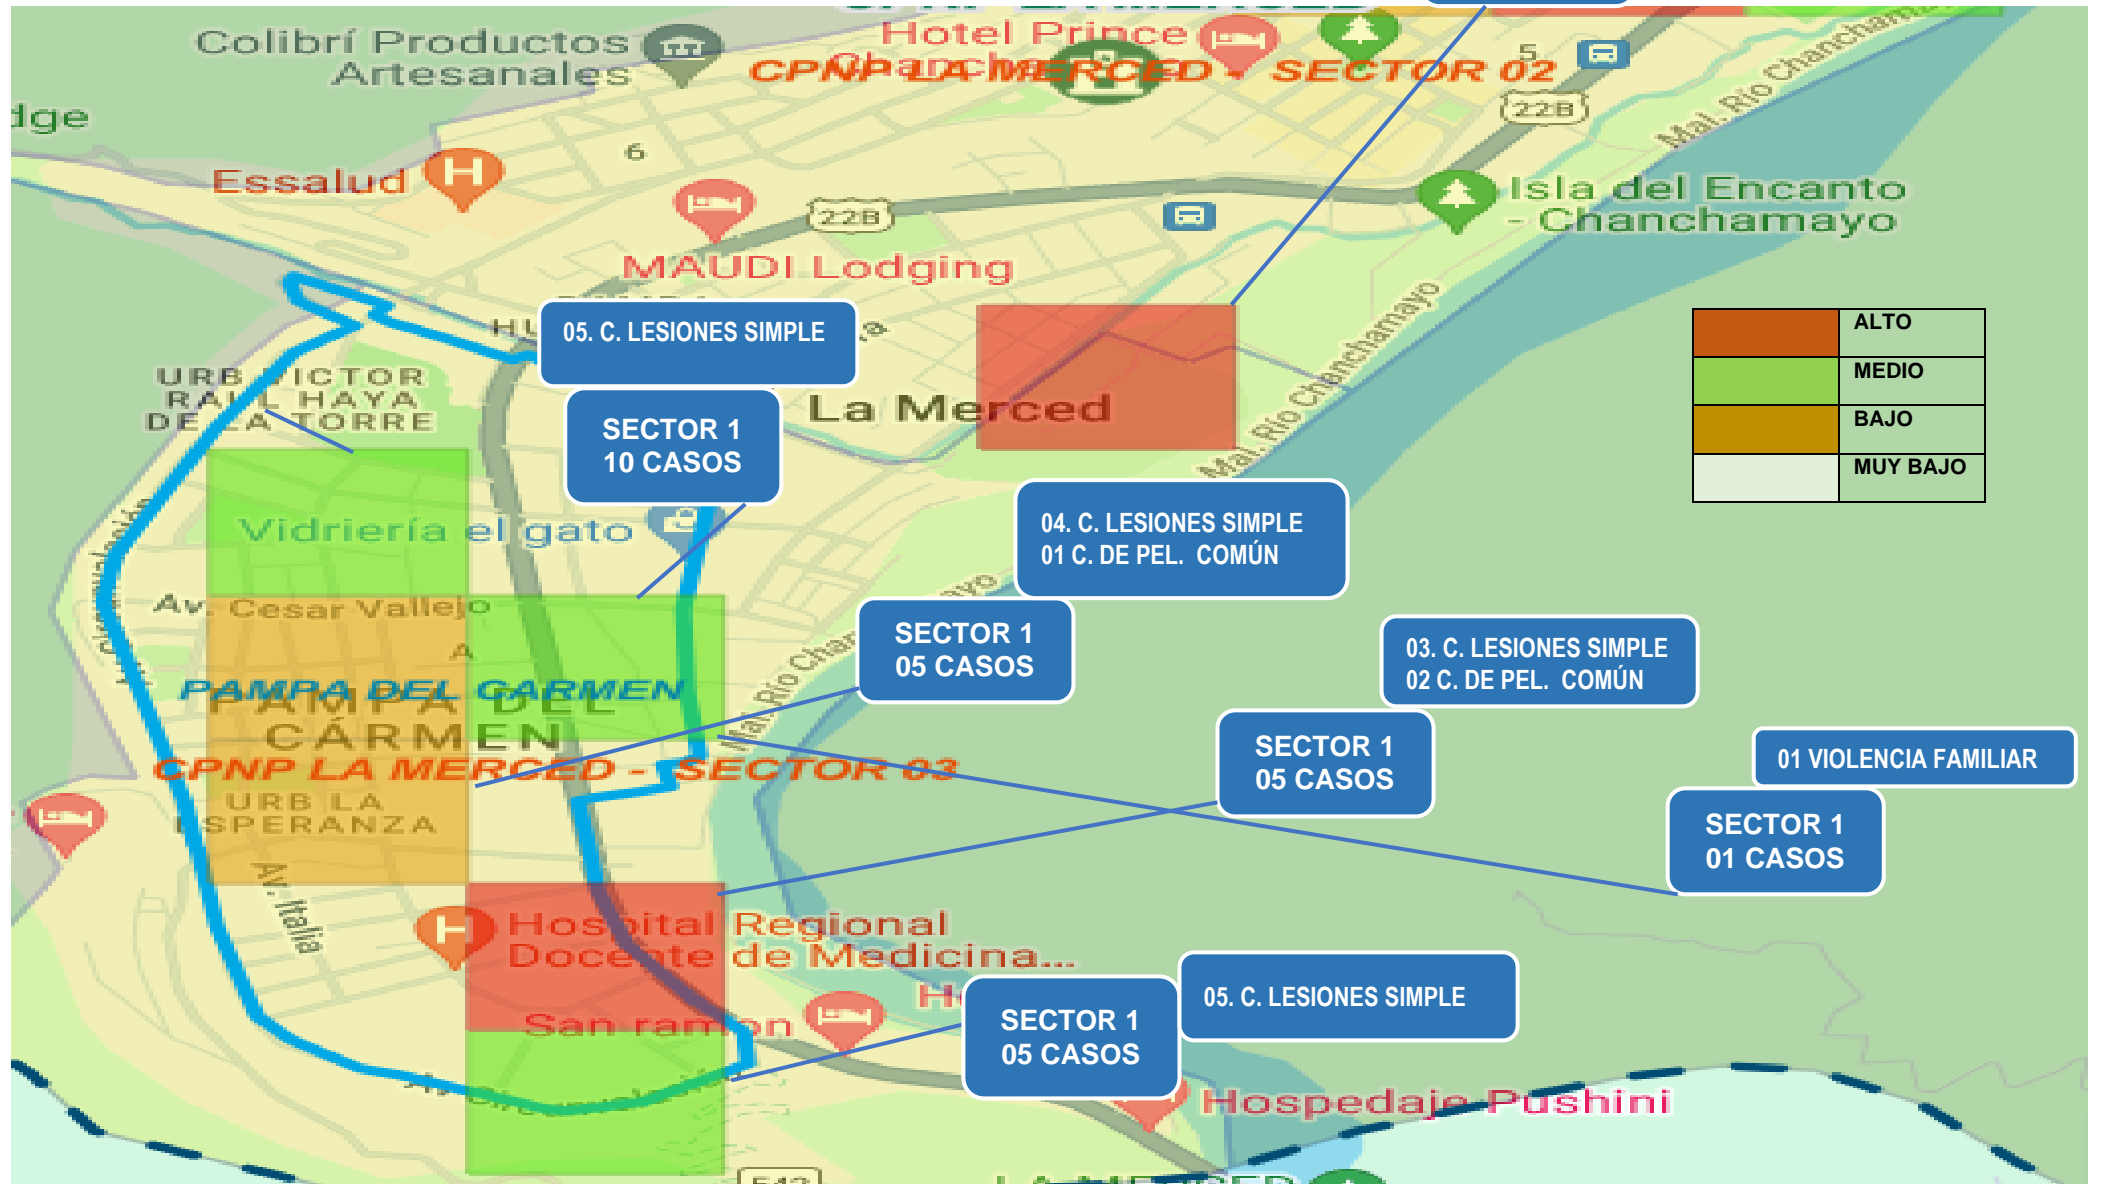 Colibrí Productos
Artesanales
Hotel Prince
CPNP LA MERCED - SECTOR 02
5
22B
Mal. Río Chanchamayo
dge
6
Essalud
22B
Isla del Encanto
- Chanchamayo
MAUDI Lodging
05. C. LESIONES SIMPLE
ALTO
MEDIO
BAJO
MUY BAJO
URB VICTOR
RAUL HAYA
DE LA TORRE
SECTOR 1
10 CASOS
La Merced
Mal. Río Chanchamayo
Vidriería el gato
04. C. LESIONES SIMPLE
01 C. DE PEL. COMÚN
Av. Cesar Vallejo
SECTOR 1
05 CASOS
03. C. LESIONES SIMPLE
02 C. DE PEL. COMÚN
PAMPA DEL CARMEN
PAMPA DEL
CARMEN
CPNP LA MERCED - SECTOR 03
SECTOR 1
05 CASOS
01 VIOLENCIA FAMILIAR
URB LA
ESPERANZA
SECTOR 1
01 CASOS
Av. Italia
Hospital Regional
Docente de Medicina...
San ramon
SECTOR 1
05 CASOS
05. C. LESIONES SIMPLE
Hospedaje Pushini